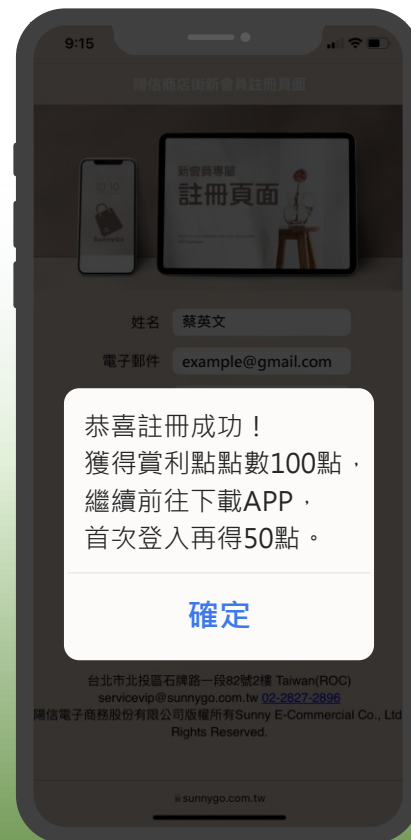 9:15
陽信商店街新會員註冊頁面
新會員專屬
註冊頁面
10:10
SunnyGo
姓名 蔡英文
電子郵件 example@gmail.com
恭喜註冊成功！
獲得賞利點點數100點，
繼續前往下載APP，
首次登入再得50點。
確定
台北市北投區石牌路一段82號2樓 Taiwan(ROC)
servicevip@sunnygo.com.tw 02-2827-2896
陽信電子商務股份有限公司版權所有Sunny E-Commercial Co., Ltd
Rights Reserved.
sunnygo.com.tw